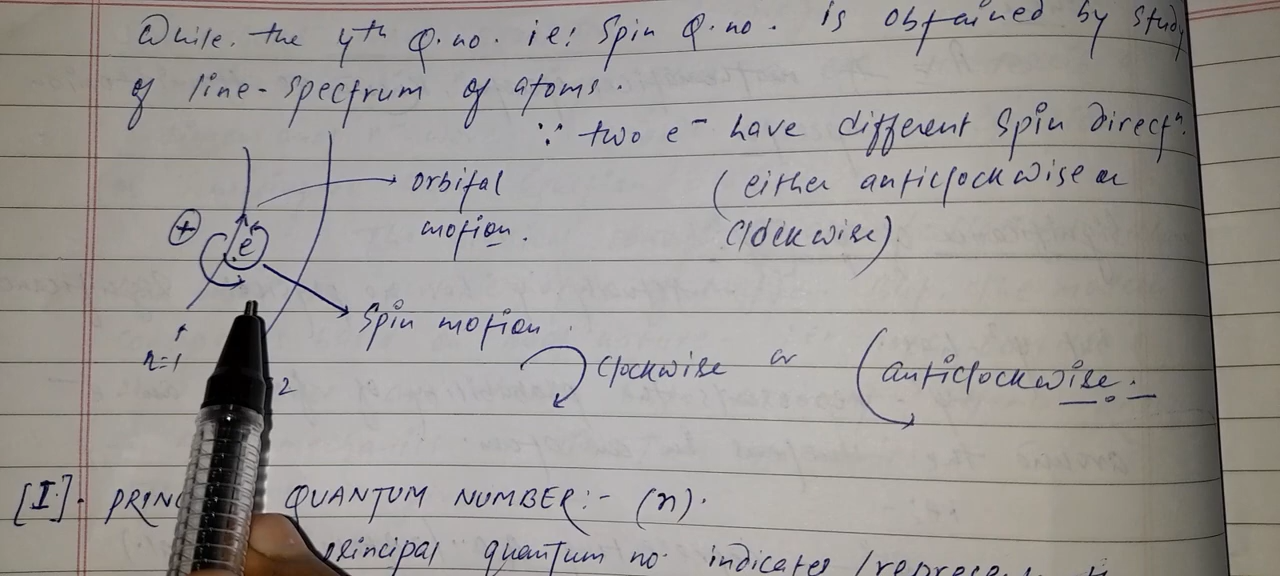 While. the 4th Q.no. ie: Spin Q.no. is obtained by study
of line-spectrum of atoms.
∵ two e⁻ have different spin directⁿ.
(either anticlockwise or
clockwise)
orbital
motion.
⊕
e⁻
Spin motion
n=1
2
clockwise or anticlockwise.
[I]. QUANTUM NUMBER:- (n).
principal quantum no. indicates